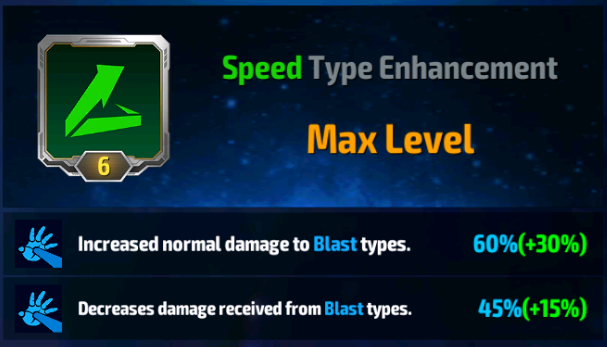 Speed Type Enhancement
Max Level
6
Increased normal damage to Blast types. 60%(+30%)
Decreases damage received from Blast types. 45%(+15%)